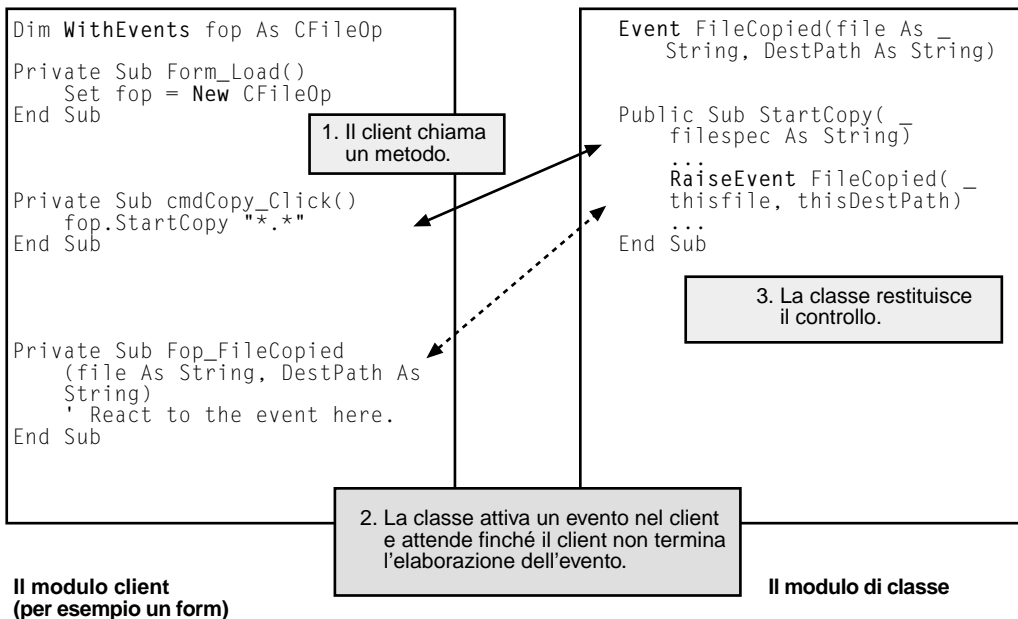 Dim WithEvents fop As CFileOp
Private Sub Form_Load()
Set fop = New CFileOp
End Sub
1. Il client chiama
un metodo.
Private Sub cmdCopy_Click()
fop.StartCopy "*.*"
End Sub
Private Sub Fop_FileCopied
(file As String, DestPath As
String)
' React to the event here.
End Sub
Event FileCopied(file As _
String, DestPath As String)
Public Sub StartCopy( _
filespec As String)
...
RaiseEvent FileCopied( _
thisfile, thisDestPath)
...
End Sub
3. La classe restituisce
il controllo.
2. La classe attiva un evento nel client
e attende finché il client non termina
l'elaborazione dell'evento.
Il modulo client
(per esempio un form)
Il modulo di classe